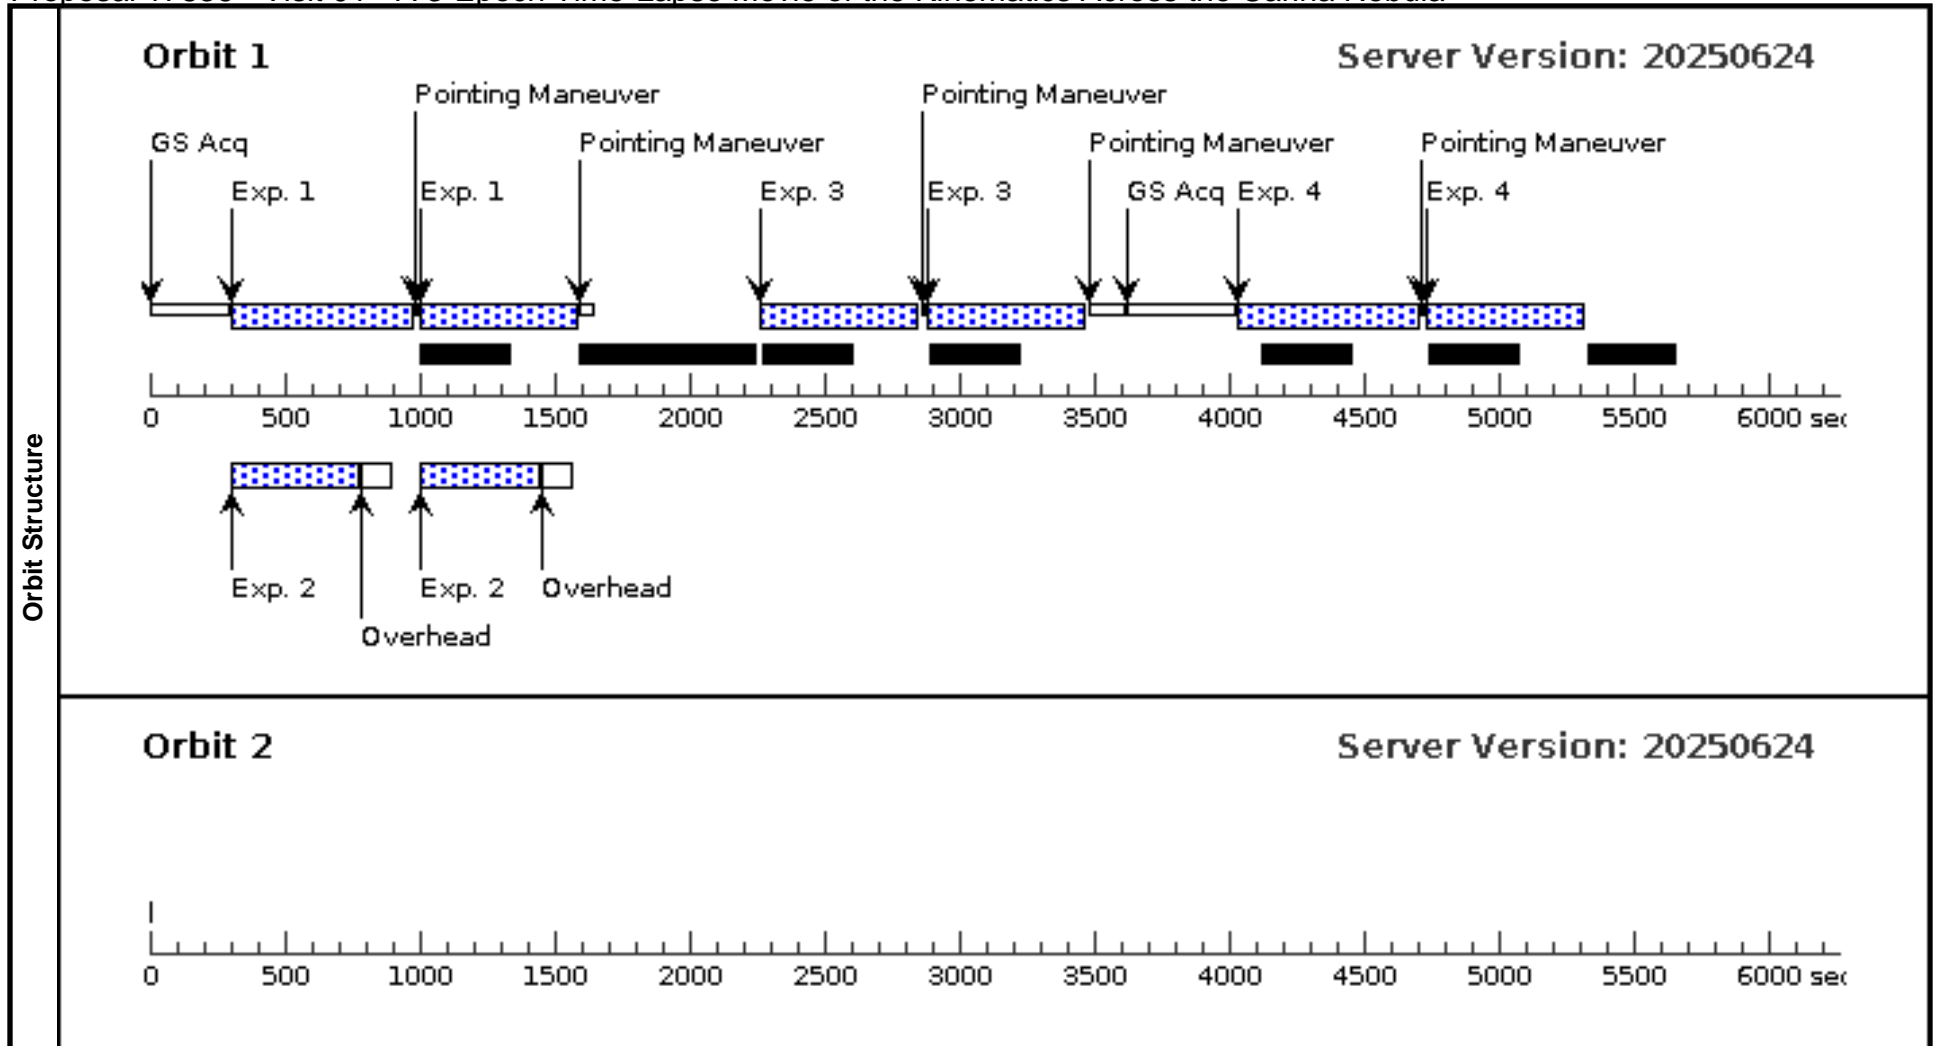 Orbit Structure
Orbit 1 Server Version: 20250624
Pointing Maneuver Pointing Maneuver
GS Acq Pointing Maneuver Pointing Maneuver Pointing Maneuver
Exp. 1 Exp. 1 Exp. 3 Exp. 3 GS Acq Exp. 4 Exp. 4
0 500 1000 1500 2000 2500 3000 3500 4000 4500 5000 5500 6000 sec
Exp. 2 Exp. 2 Overhead
Overhead
Orbit 2 Server Version: 20250624
0 500 1000 1500 2000 2500 3000 3500 4000 4500 5000 5500 6000 sec